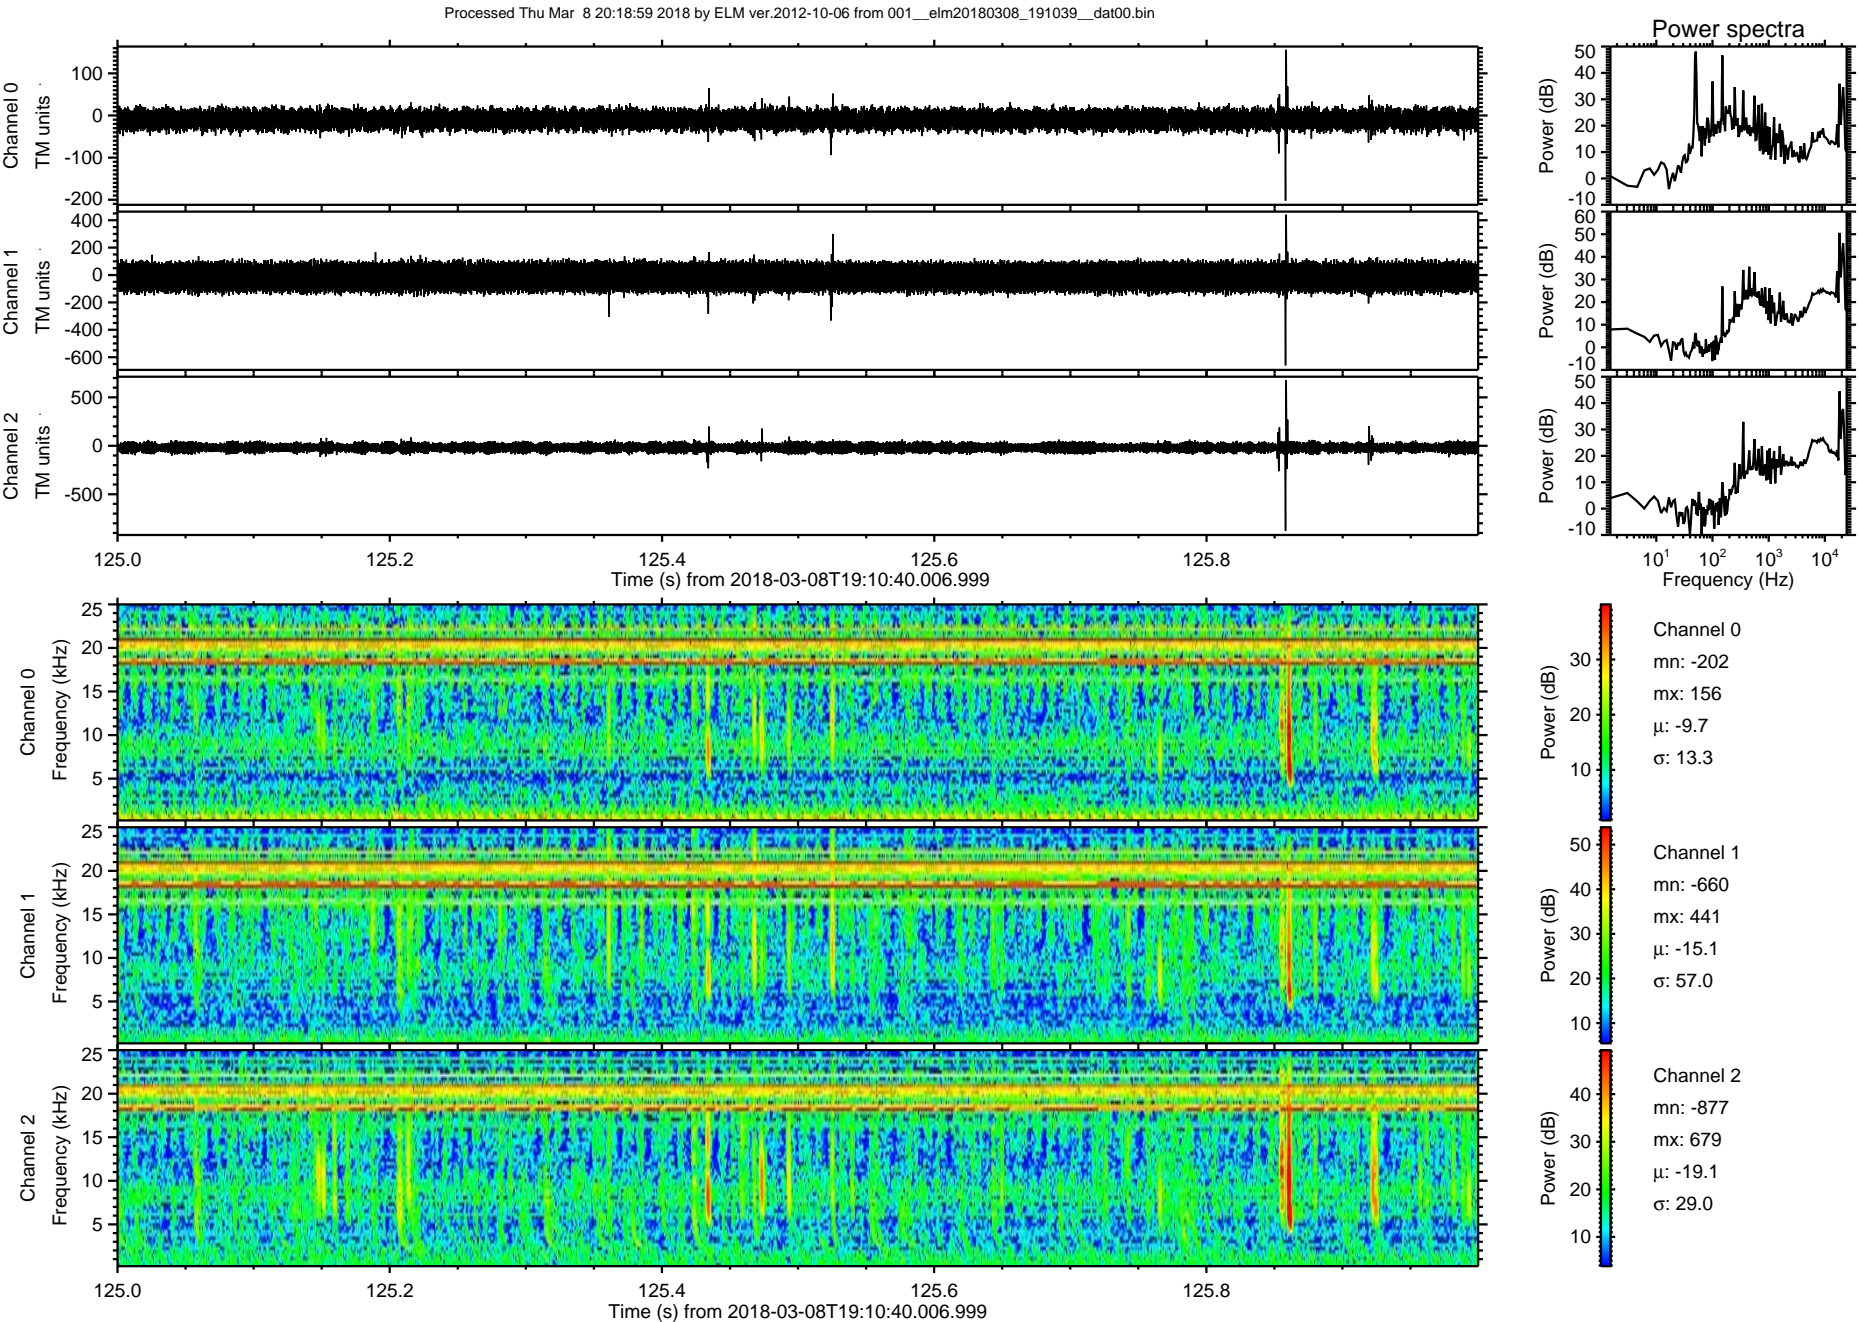 Processed Thu Mar  8 20:18:59 2018 by ELM ver.2012-10-06 from 001__elm20180308_191039__dat00.bin
Power spectra
Channel 0
TM units
100
0
-100
-200
Power (dB)
50
40
30
20
10
0
-10
Channel 1
TM units
400
200
0
-200
-400
-600
Power (dB)
60
50
40
30
20
10
0
-10
Channel 2
TM units
500
0
-500
Power (dB)
50
40
30
20
10
0
-10
125.0 125.2 125.4 125.6 125.8
Time (s) from 2018-03-08T19:10:40.006.999
10¹ 10² 10³ 10⁴
Frequency (Hz)
Channel 0
Frequency (kHz)
25
20
15
10
5
Power (dB)
30
20
10
Channel 0
mn: -202
mx: 156
μ: -9.7
σ: 13.3
Channel 1
Frequency (kHz)
25
20
15
10
5
Power (dB)
50
40
30
20
10
Channel 1
mn: -660
mx: 441
μ: -15.1
σ: 57.0
Channel 2
Frequency (kHz)
25
20
15
10
5
Power (dB)
40
30
20
10
Channel 2
mn: -877
mx: 679
μ: -19.1
σ: 29.0
125.0 125.2 125.4 125.6 125.8
Time (s) from 2018-03-08T19:10:40.006.999